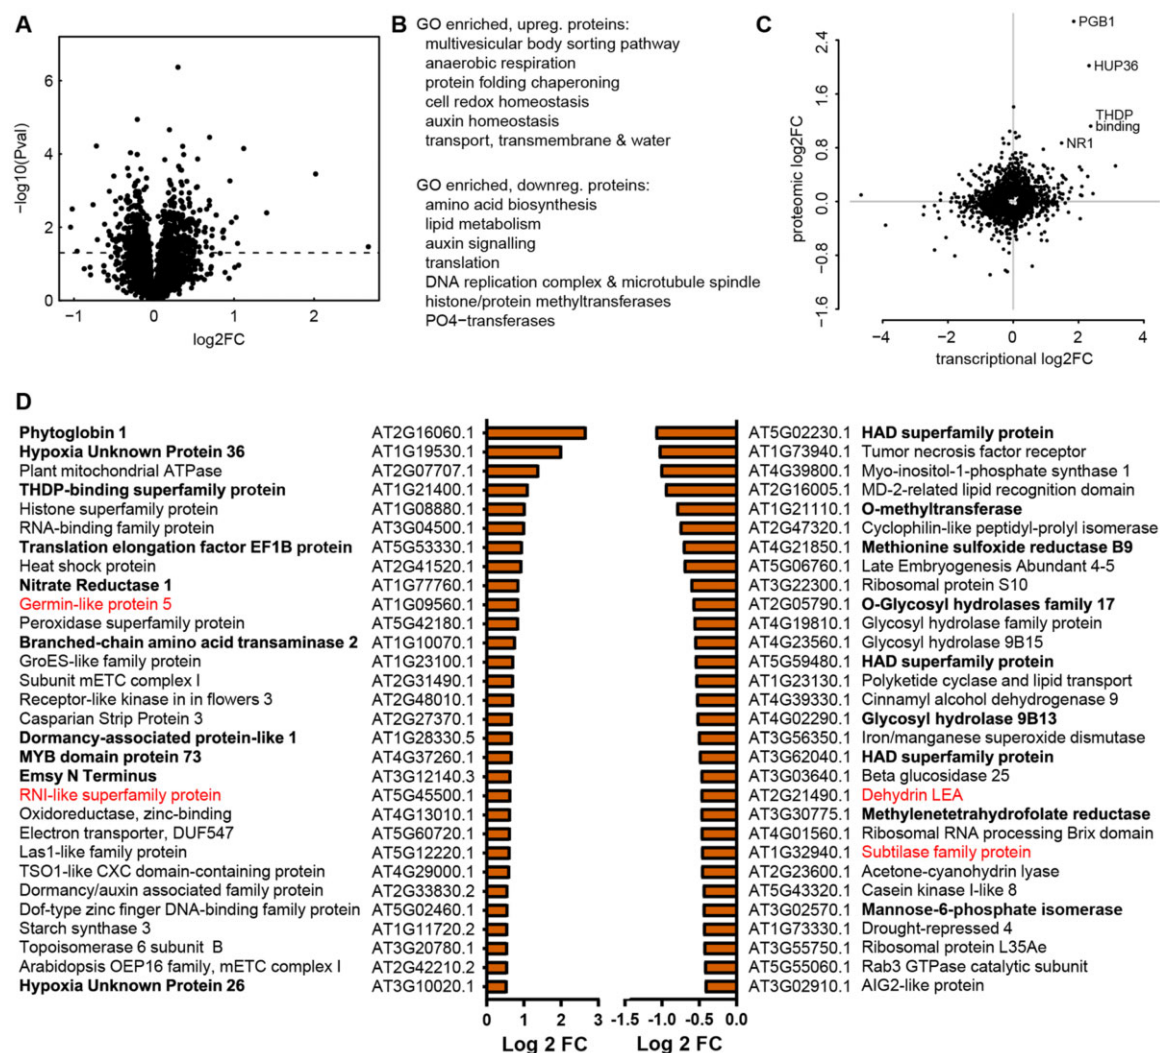 A
6
4
2
0
−log10(Pval)
−1
0
1
2
log2FC
B
GO enriched, upreg. proteins:
multivesicular body sorting pathway
anaerobic respiration
protein folding chaperoning
cell redox homeostasis
auxin homeostasis
transport, transmembrane & water
GO enriched, downreg. proteins:
amino acid biosynthesis
lipid metabolism
auxin signalling
translation
DNA replication complex & microtubule spindle
histone/protein methyltransferases
PO4−transferases
C
2.4
1.6
0.8
0.0
−0.8
−1.6
proteomic log2FC
PGB1
HUP36
THDP
binding
NR1
−4
−2
0
2
4
transcriptional log2FC
D
Phytoglobin 1 AT2G16060.1 AT5G02230.1 HAD superfamily protein
Hypoxia Unknown Protein 36 AT1G19530.1 AT1G73940.1 Tumor necrosis factor receptor
Plant mitochondrial ATPase AT2G07707.1 AT4G39800.1 Myo-inositol-1-phosphate synthase 1
THDP-binding superfamily protein AT1G21400.1 AT2G16005.1 MD-2-related lipid recognition domain
Histone superfamily protein AT1G08880.1 AT1G21110.1 O-methyltransferase
RNA-binding family protein AT3G04500.1 AT2G47320.1 Cyclophilin-like peptidyl-prolyl isomerase
Translation elongation factor EF1B protein AT5G53330.1 AT4G21850.1 Methionine sulfoxide reductase B9
Heat shock protein AT2G41520.1 AT5G06760.1 Late Embryogenesis Abundant 4-5
Nitrate Reductase 1 AT1G77760.1 AT3G22300.1 Ribosomal protein S10
Germin-like protein 5 AT1G09560.1 AT2G05790.1 O-Glycosyl hydrolases family 17
Peroxidase superfamily protein AT5G42180.1 AT4G19810.1 Glycosyl hydrolase family protein
Branched-chain amino acid transaminase 2 AT1G10070.1 AT4G23560.1 Glycosyl hydrolase 9B15
GroES-like family protein AT1G23100.1 AT5G59480.1 HAD superfamily protein
Subunit mETC complex I AT2G31490.1 AT1G23130.1 Polyketide cyclase and lipid transport
Receptor-like kinase in in flowers 3 AT2G48010.1 AT4G39330.1 Cinnamyl alcohol dehydrogenase 9
Casparian Strip Protein 3 AT2G27370.1 AT4G02290.1 Glycosyl hydrolase 9B13
Dormancy-associated protein-like 1 AT1G28330.5 AT3G56350.1 Iron/manganese superoxide dismutase
MYB domain protein 73 AT4G37260.1 AT3G62040.1 HAD superfamily protein
Emsy N Terminus AT3G12140.3 AT3G03640.1 Beta glucosidase 25
RNI-like superfamily protein AT5G45500.1 AT2G21490.1 Dehydrin LEA
Oxidoreductase, zinc-binding AT4G13010.1 AT3G30775.1 Methylenetetrahydrofolate reductase
Electron transporter, DUF547 AT5G60720.1 AT4G01560.1 Ribosomal RNA processing Brix domain
Las1-like family protein AT5G12220.1 AT1G32940.1 Subtilase family protein
TSO1-like CXC domain-containing protein AT4G29000.1 AT2G23600.1 Acetone-cyanohydrin lyase
Dormancy/auxin associated family protein AT2G33830.2 AT5G43320.1 Casein kinase I-like 8
Dof-type zinc finger DNA-binding family protein AT5G02460.1 AT3G02570.1 Mannose-6-phosphate isomerase
Starch synthase 3 AT1G11720.2 AT1G73330.1 Drought-repressed 4
Topoisomerase 6 subunit B AT3G20780.1 AT3G55750.1 Ribosomal protein L35Ae
Arabidopsis OEP16 family, mETC complex I AT2G42210.2 AT5G55060.1 Rab3 GTPase catalytic subunit
Hypoxia Unknown Protein 26 AT3G10020.1 AT3G02910.1 AIG2-like protein
0 1 2 3 -1.5 -1.0 -0.5 0.0
Log 2 FC Log 2 FC